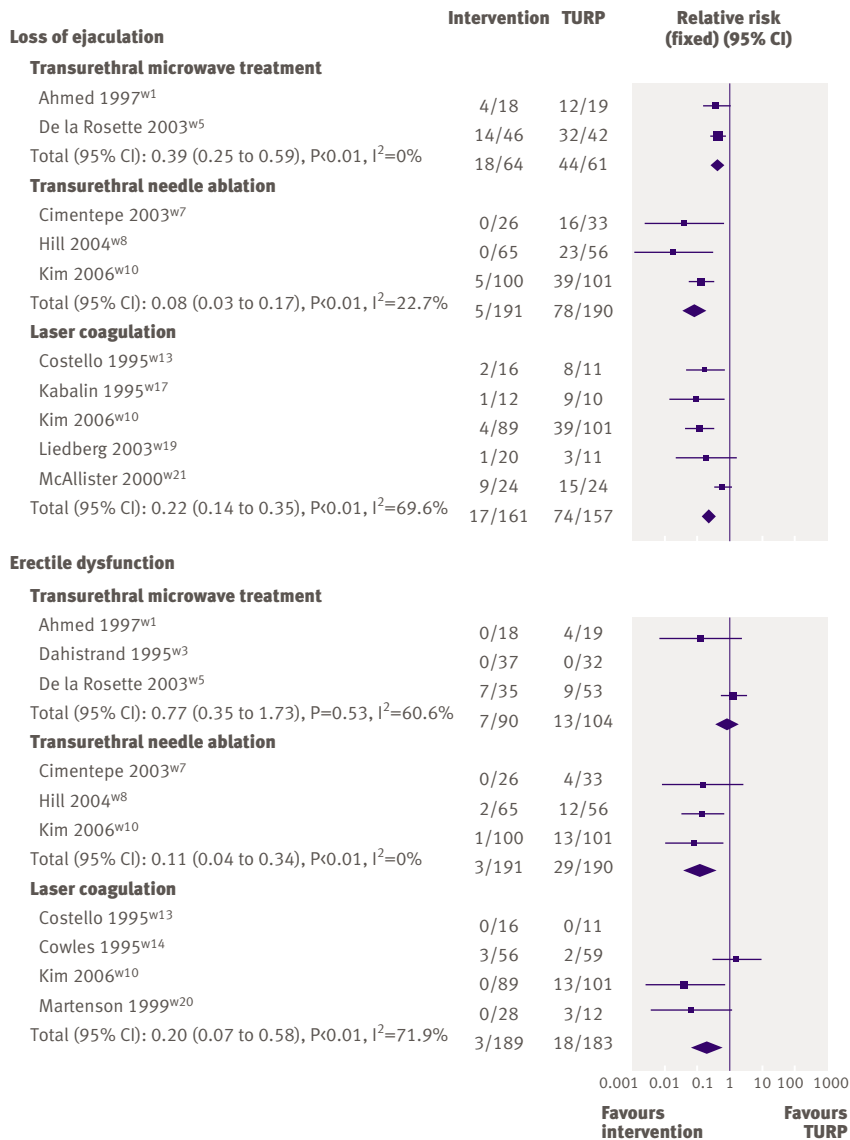 Intervention TURP Relative risk
(fixed) (95% CI)
Loss of ejaculation
Transurethral microwave treatment
Ahmed 1997w1 4/18 12/19
De la Rosette 2003w5 14/46 32/42
Total (95% CI): 0.39 (0.25 to 0.59), P<0.01, I2=0% 18/64 44/61
Transurethral needle ablation
Cimentepe 2003w7 0/26 16/33
Hill 2004w8 0/65 23/56
Kim 2006w10 5/100 39/101
Total (95% CI): 0.08 (0.03 to 0.17), P<0.01, I2=22.7% 5/191 78/190
Laser coagulation
Costello 1995w13 2/16 8/11
Kabalin 1995w17 1/12 9/10
Kim 2006w10 4/89 39/101
Liedberg 2003w19 1/20 3/11
McAllister 2000w21 9/24 15/24
Total (95% CI): 0.22 (0.14 to 0.35), P<0.01, I2=69.6% 17/161 74/157
Erectile dysfunction
Transurethral microwave treatment
Ahmed 1997w1 0/18 4/19
Dahistrand 1995w3 0/37 0/32
De la Rosette 2003w5 7/35 9/53
Total (95% CI): 0.77 (0.35 to 1.73), P=0.53, I2=60.6% 7/90 13/104
Transurethral needle ablation
Cimentepe 2003w7 0/26 4/33
Hill 2004w8 2/65 12/56
Kim 2006w10 1/100 13/101
Total (95% CI): 0.11 (0.04 to 0.34), P<0.01, I2=0% 3/191 29/190
Laser coagulation
Costello 1995w13 0/16 0/11
Cowles 1995w14 3/56 2/59
Kim 2006w10 0/89 13/101
Martenson 1999w20 0/28 3/12
Total (95% CI): 0.20 (0.07 to 0.58), P<0.01, I2=71.9% 3/189 18/183
0.001 0.01 0.1 1 10 100 1000
Favours Favours
intervention TURP